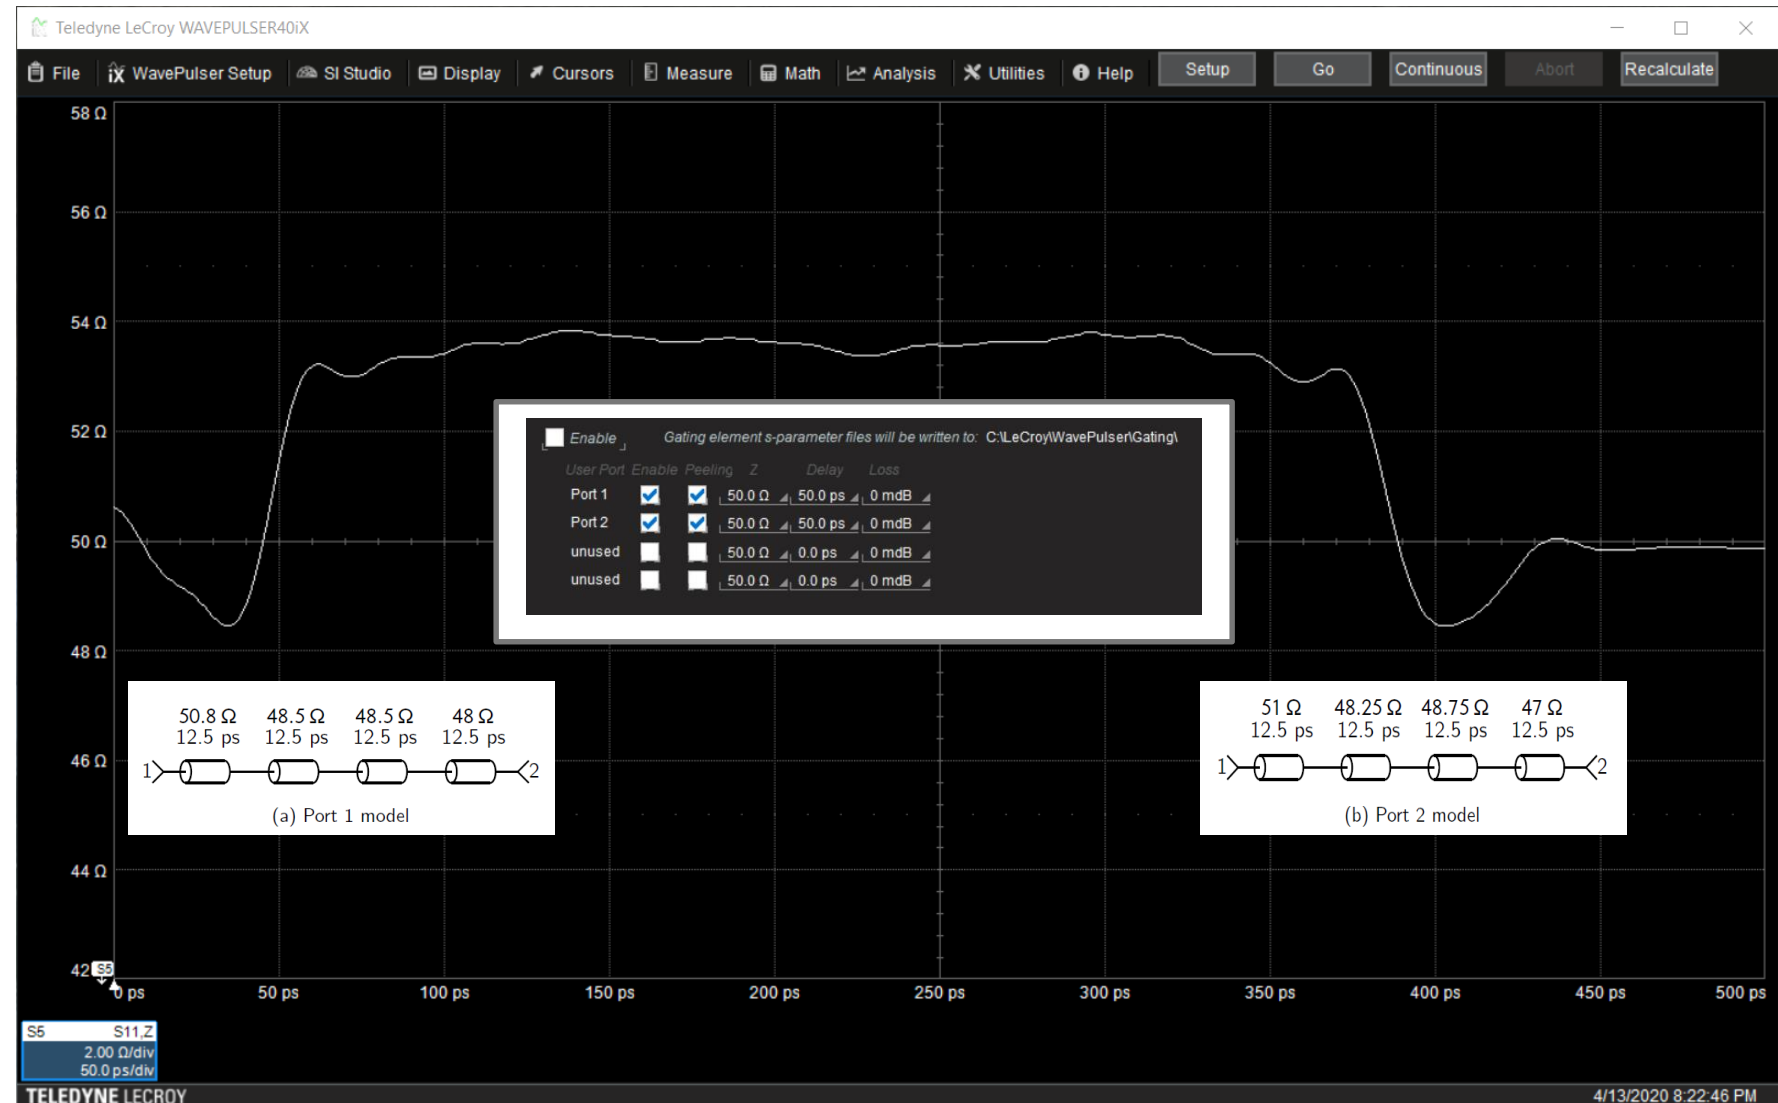 Teledyne LeCroy WAVEPULSER40iX
File iX WavePulser Setup SI Studio Display Cursors Measure Math Analysis Utilities Help Setup Go Continuous Abort Recalculate
58 Ω
56 Ω
54 Ω
52 Ω
50 Ω
48 Ω
46 Ω
44 Ω
42
S5
Enable Gating element s-parameter files will be written to: C:\LeCroy\WavePulser\Gating\
User Port Enable Peeling Z Delay Loss
Port 1 50.0 Ω 50.0 ps 0 mdB
Port 2 50.0 Ω 50.0 ps 0 mdB
unused 50.0 Ω 0.0 ps 0 mdB
unused 50.0 Ω 0.0 ps 0 mdB
50.8 Ω 48.5 Ω 48.5 Ω 48 Ω
12.5 ps 12.5 ps 12.5 ps 12.5 ps
1 2
(a) Port 1 model
51 Ω 48.25 Ω 48.75 Ω 47 Ω
12.5 ps 12.5 ps 12.5 ps 12.5 ps
1 2
(b) Port 2 model
0 ps 50 ps 100 ps 150 ps 200 ps 250 ps 300 ps 350 ps 400 ps 450 ps 500 ps
S5 S11,Z
2.00 Ω/div
50.0 ps/div
TELEDYNE LECROY 4/13/2020 8:22:46 PM